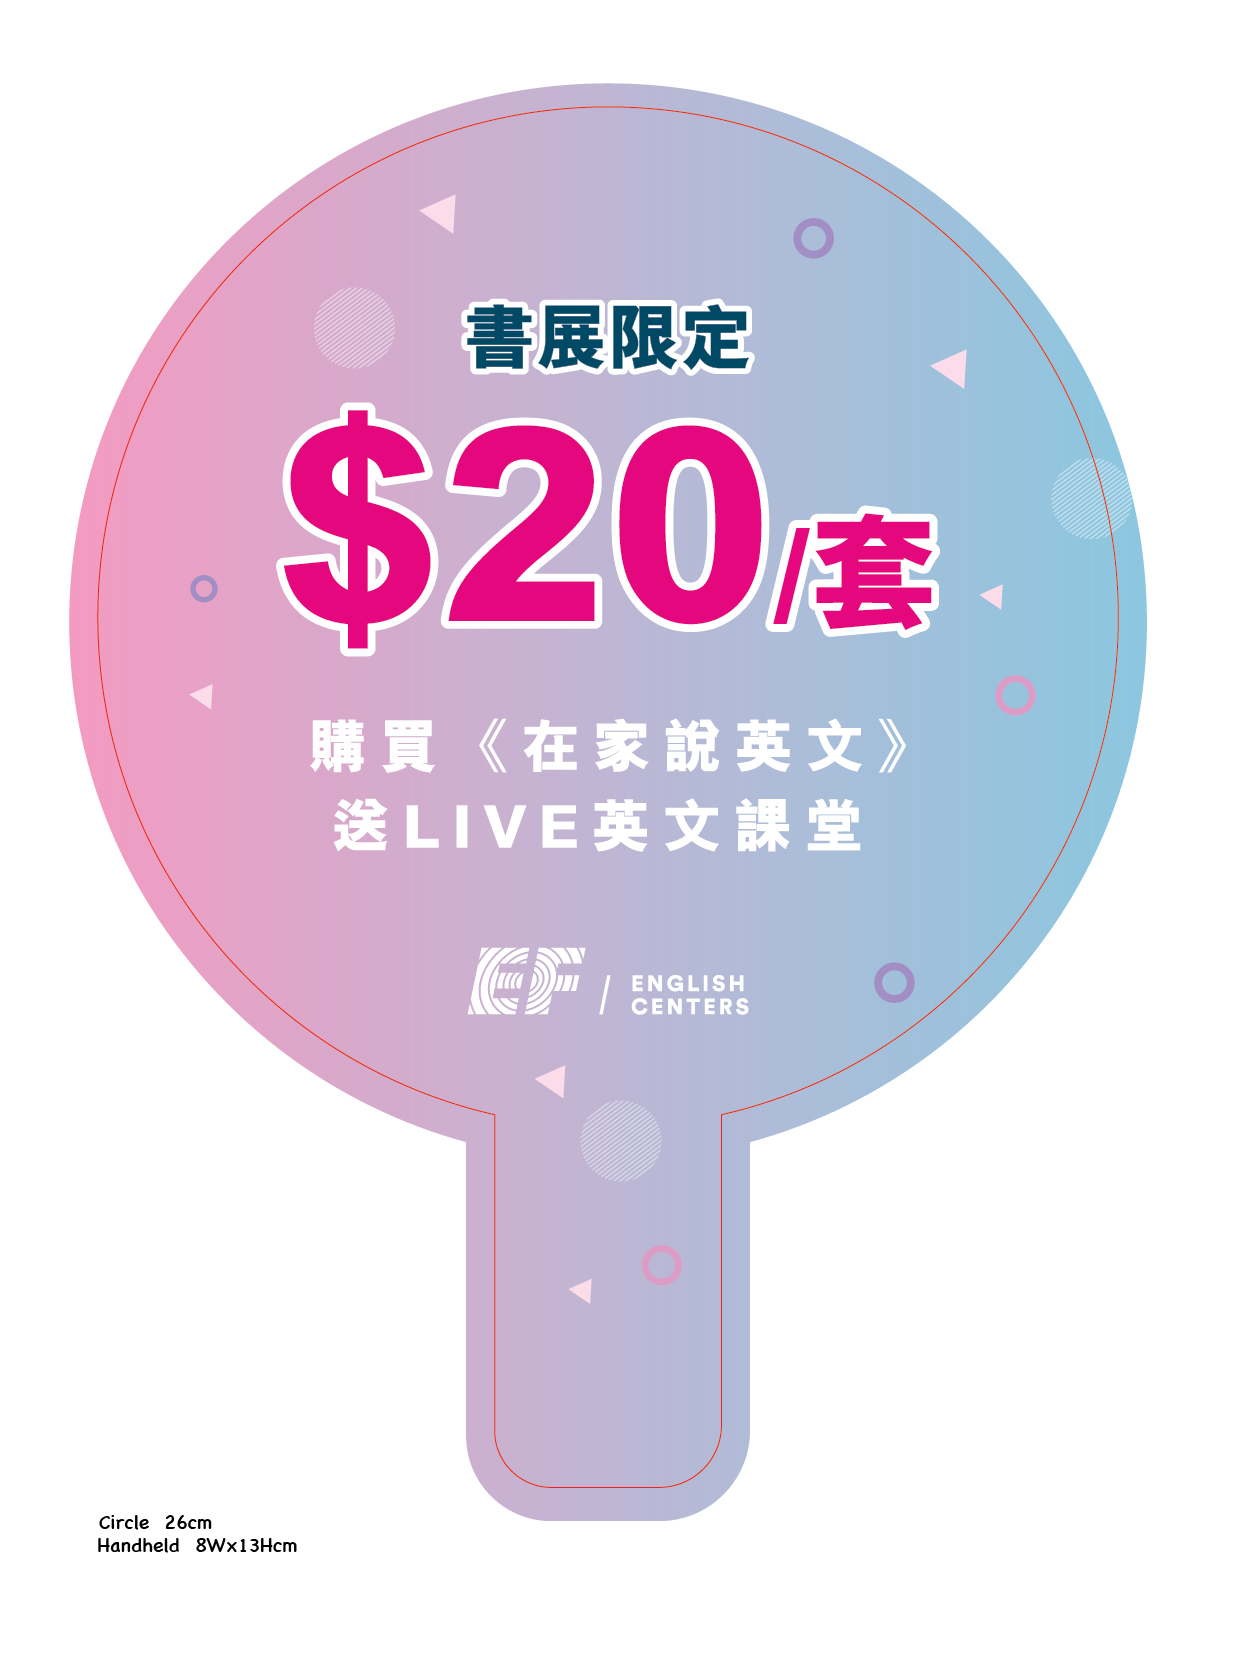 書展限定
$20/套
購買《在家說英文》
送LIVE英文課堂
EF / ENGLISH
CENTERS
Circle 26cm
Handheld 8Wx13Hcm